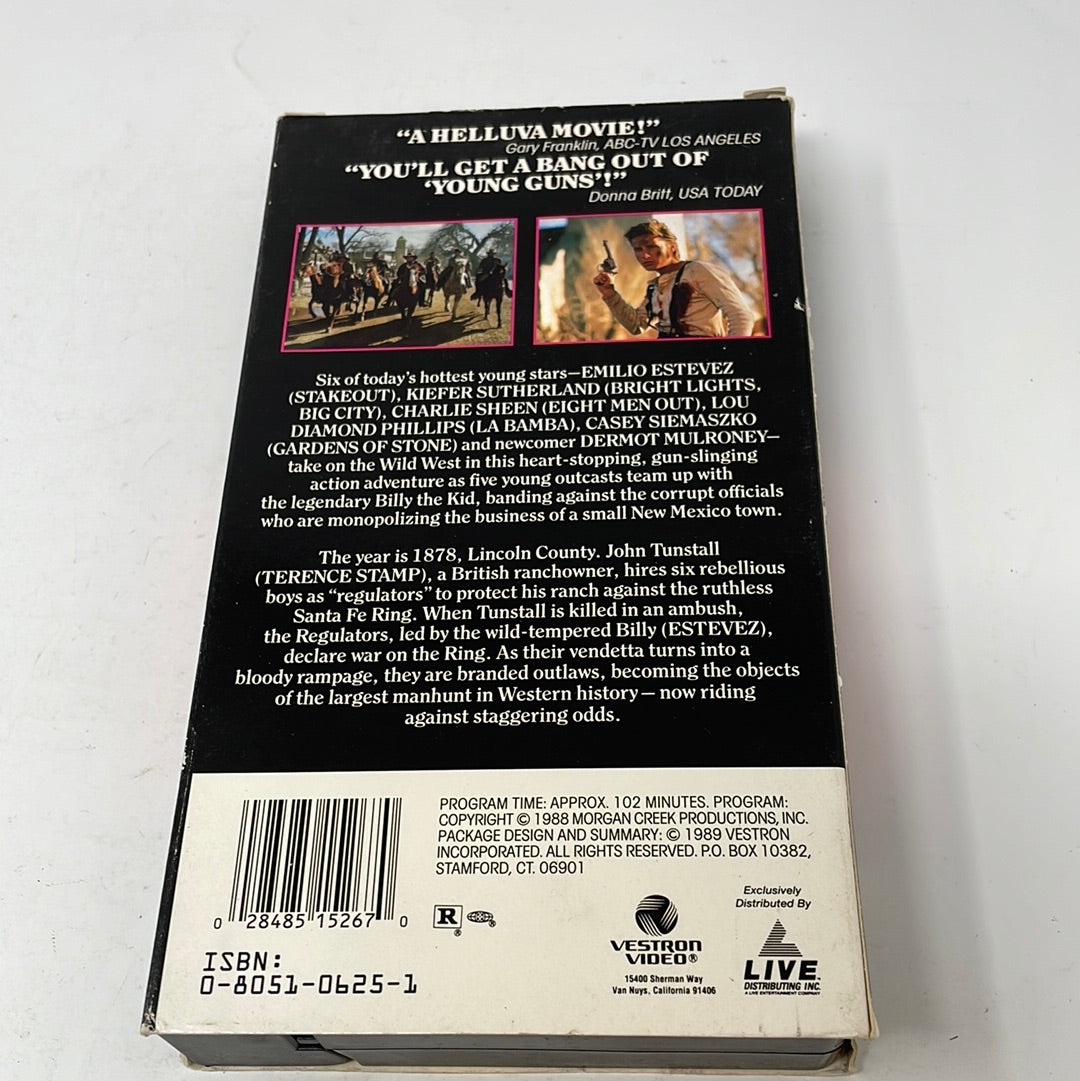 “A HELLUVA MOVIE!”
Gary Franklin, ABC-TV LOS ANGELES
“YOU’LL GET A BANG OUT OF
‘YOUNG GUNS’!”
Donna Britt, USA TODAY
Six of today’s hottest young stars—EMILIO ESTEVEZ
(STAKEOUT), KIEFER SUTHERLAND (BRIGHT LIGHTS,
BIG CITY), CHARLIE SHEEN (EIGHT MEN OUT), LOU
DIAMOND PHILLIPS (LA BAMBA), CASEY SIEMASZKO
(GARDENS OF STONE) and newcomer DERMOT MULRONEY—
take on the Wild West in this heart-stopping, gun-slinging
action adventure as five young outcasts team up with
the legendary Billy the Kid, banding against the corrupt officials
who are monopolizing the business of a small New Mexico town.
The year is 1878, Lincoln County. John Tunstall
(TERENCE STAMP), a British ranchowner, hires six rebellious
boys as “regulators” to protect his ranch against the ruthless
Santa Fe Ring. When Tunstall is killed in an ambush,
the Regulators, led by the wild-tempered Billy (ESTEVEZ),
declare war on the Ring. As their vendetta turns into a
bloody rampage, they are branded outlaws, becoming the objects
of the largest manhunt in Western history — now riding
against staggering odds.
PROGRAM TIME: APPROX. 102 MINUTES. PROGRAM:
COPYRIGHT © 1988 MORGAN CREEK PRODUCTIONS, INC.
PACKAGE DESIGN AND SUMMARY: © 1989 VESTRON
INCORPORATED. ALL RIGHTS RESERVED. P.O. BOX 10382,
STAMFORD, CT. 06901
0 28485 15267 0
ISBN:
0-8051-0625-1
R ®
VESTRON
VIDEO®
15400 Sherman Way
Van Nuys, California 91406
Exclusively
Distributed By
LIVE
DISTRIBUTING INC.
A LIVE ENTERTAINMENT COMPANY